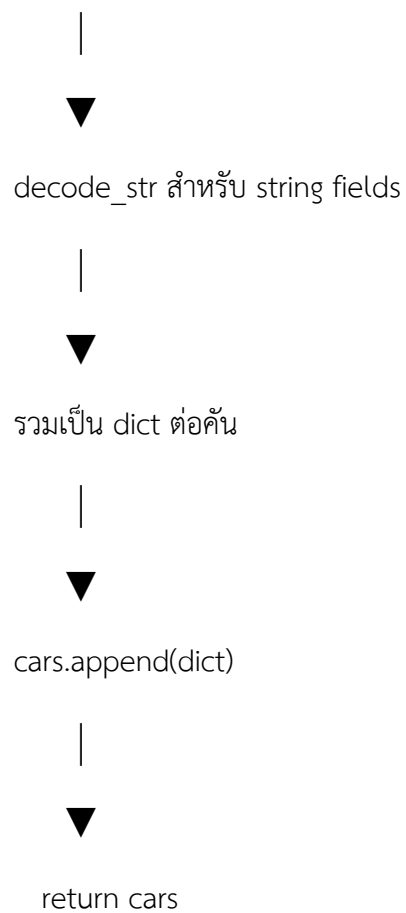 decode_str สำหรับ string fields
รวมเป็น dict ต่อคัน
cars.append(dict)
return cars